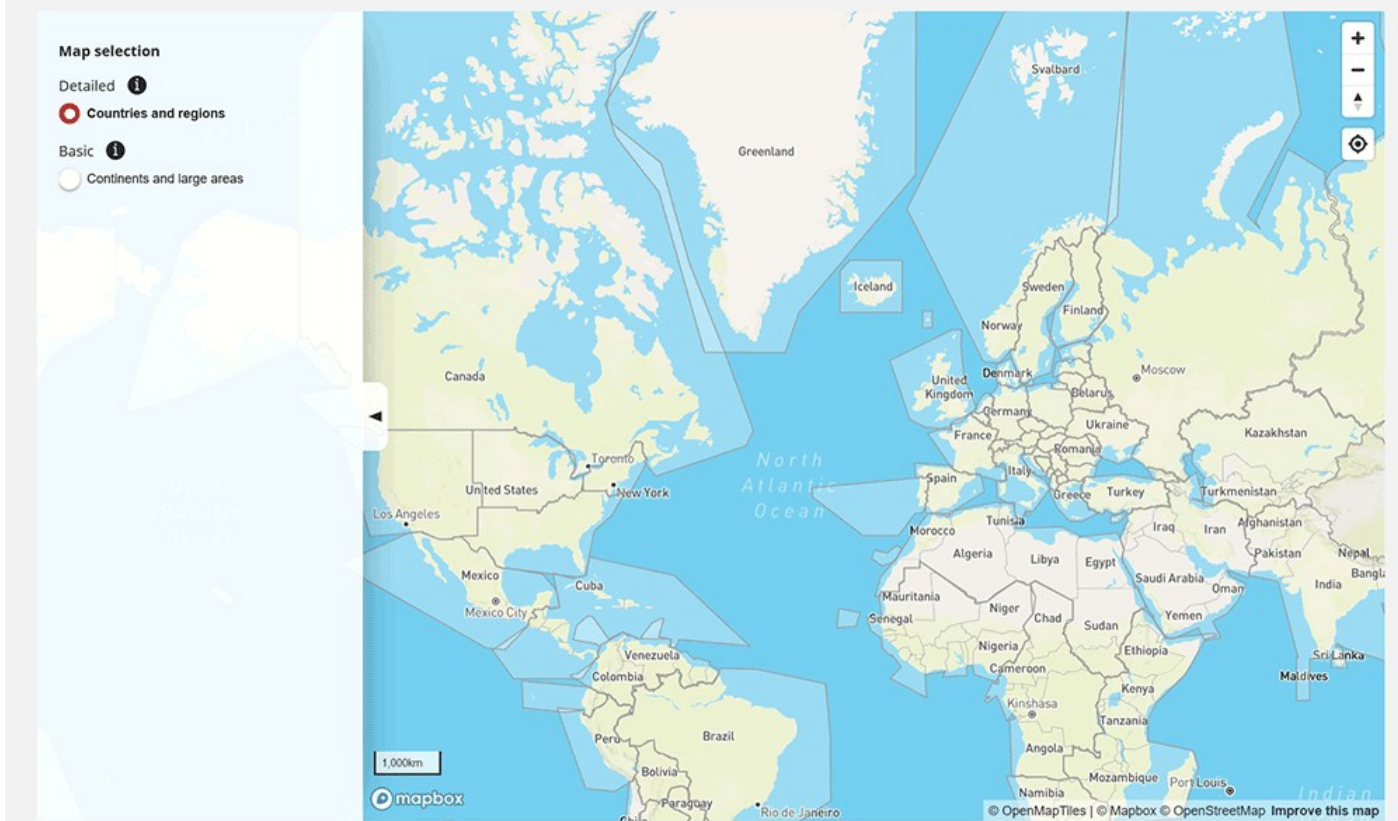 Map selection
Detailed
Countries and regions
Basic
Continents and large areas
North
Pacific
Ocean
Svalbard
Greenland
Iceland
Sweden
Finland
Norway
Moscow
Canada
Denmark
United
Kingdom
Belarus
Germany
Ukraine
France
Kazakhstan
Romania
Toronto
North
Atlantic
Ocean
Italy
Spain
United States
New York
Greece
Turkey
Turkmenistan
Los Angeles
Tunisia
Morocco
Iraq
Iran
Afghanistan
Algeria
Libya
Egypt
Pakistan
Nepal
Mexico
Bangla
Cuba
Saudi Arabia
India
Oman
Mauritania
Mexico City
Niger
Chad
Senegal
Sudan
Yemen
Nigeria
Ethiopia
Venezuela
Sri Lanka
Cameroon
Colombia
Maldives
Kenya
Kinshasa
Tanzania
Peru
Brazil
Angola
1,000km
Bolivia
Mozambique
Port Louis
Namibia
Indian
mapbox
Paraguay
Rio de Janeiro
© OpenMapTiles | © Mapbox © OpenStreetMap Improve this map